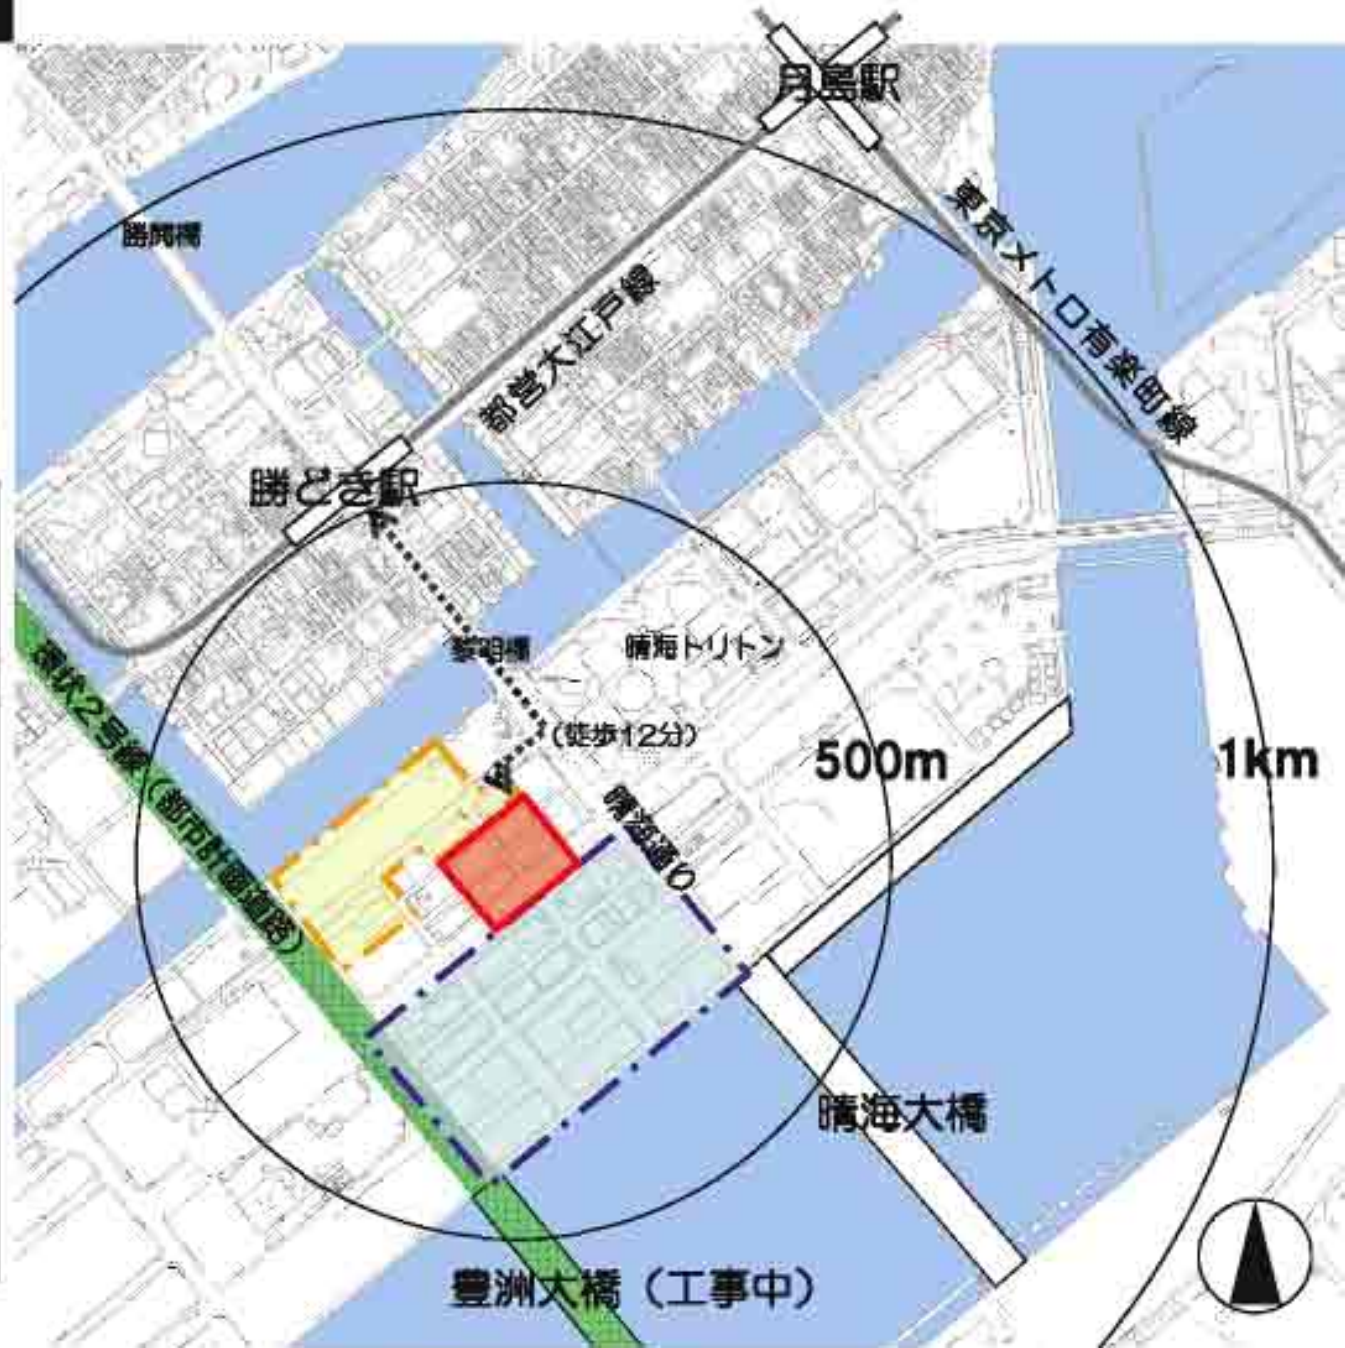 月島駅
東京メトロ有楽町線
勝鬨橋
都営大江戸線
勝どき駅
黎明橋
晴海トリトン
(徒歩12分)
500m
1km
晴海通り
環状2号線(都市計画道路)
晴海大橋
豊洲大橋(工事中)